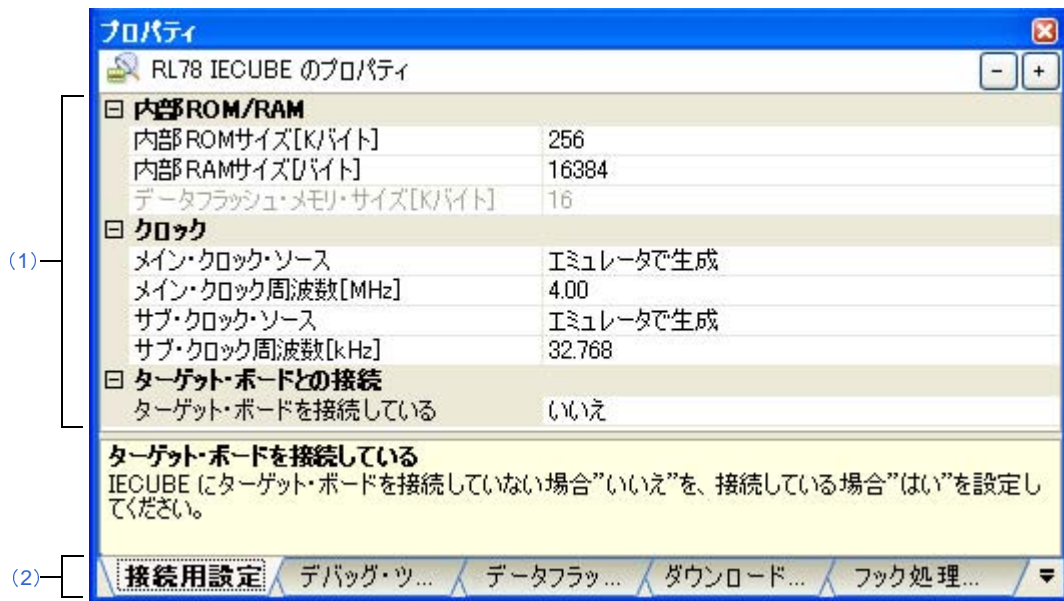 プロパティ
RL78 IECUBE のプロパティ
- +
(1)
内部ROM/RAM
内部ROMサイズ[Kバイト] 256
内部RAMサイズ[バイト] 16384
データフラッシュ・メモリ・サイズ[Kバイト] 16
クロック
メイン・クロック・ソース エミュレータで生成
メイン・クロック周波数[MHz] 4.00
サブ・クロック・ソース エミュレータで生成
サブ・クロック周波数[kHz] 32.768
ターゲット・ボードとの接続
ターゲット・ボードを接続している いいえ
ターゲット・ボードを接続している
IECUBE にターゲット・ボードを接続していない場合”いいえ”を、接続している場合”はい”を設定し
てください。
(2)
接続用設定 デバッグ・ツ... データフラッ... ダウンロード... フック処理...